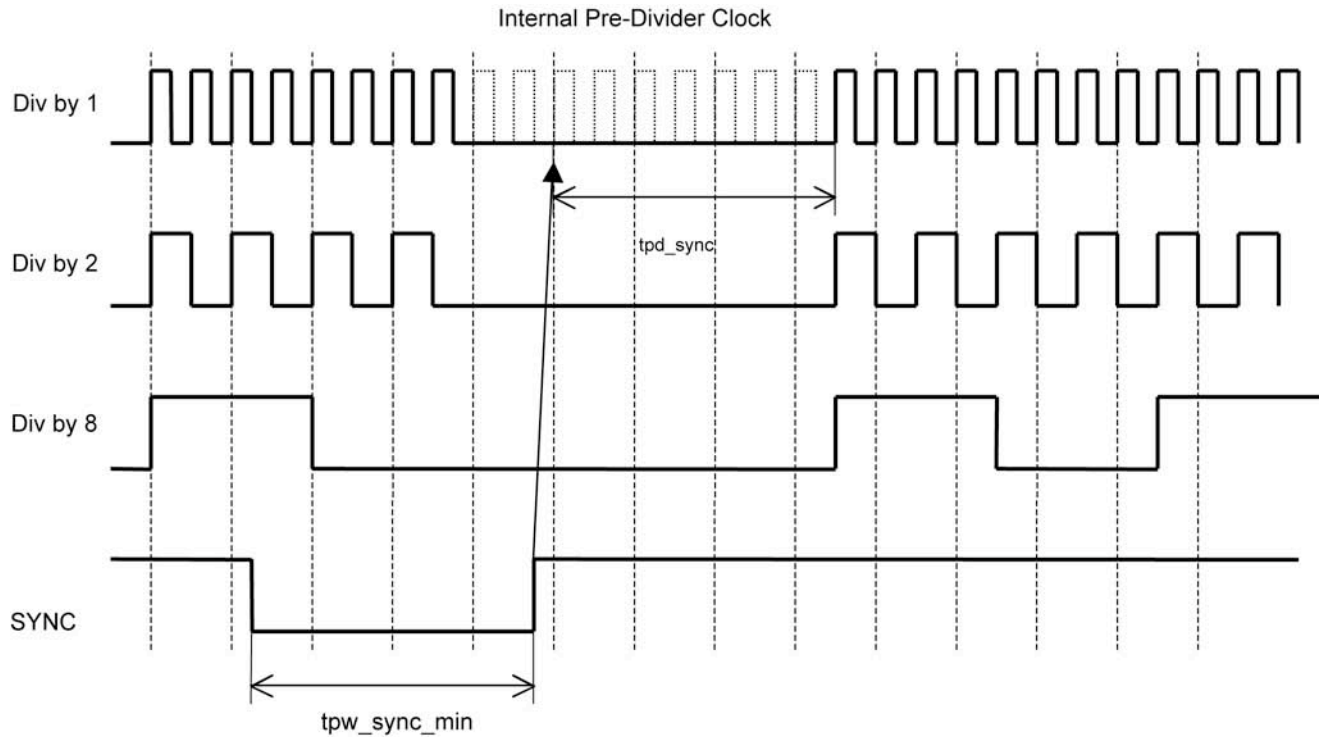 Internal Pre-Divider Clock
Div by 1
tpd_sync
Div by 2
Div by 8
SYNC
tpw_sync_min